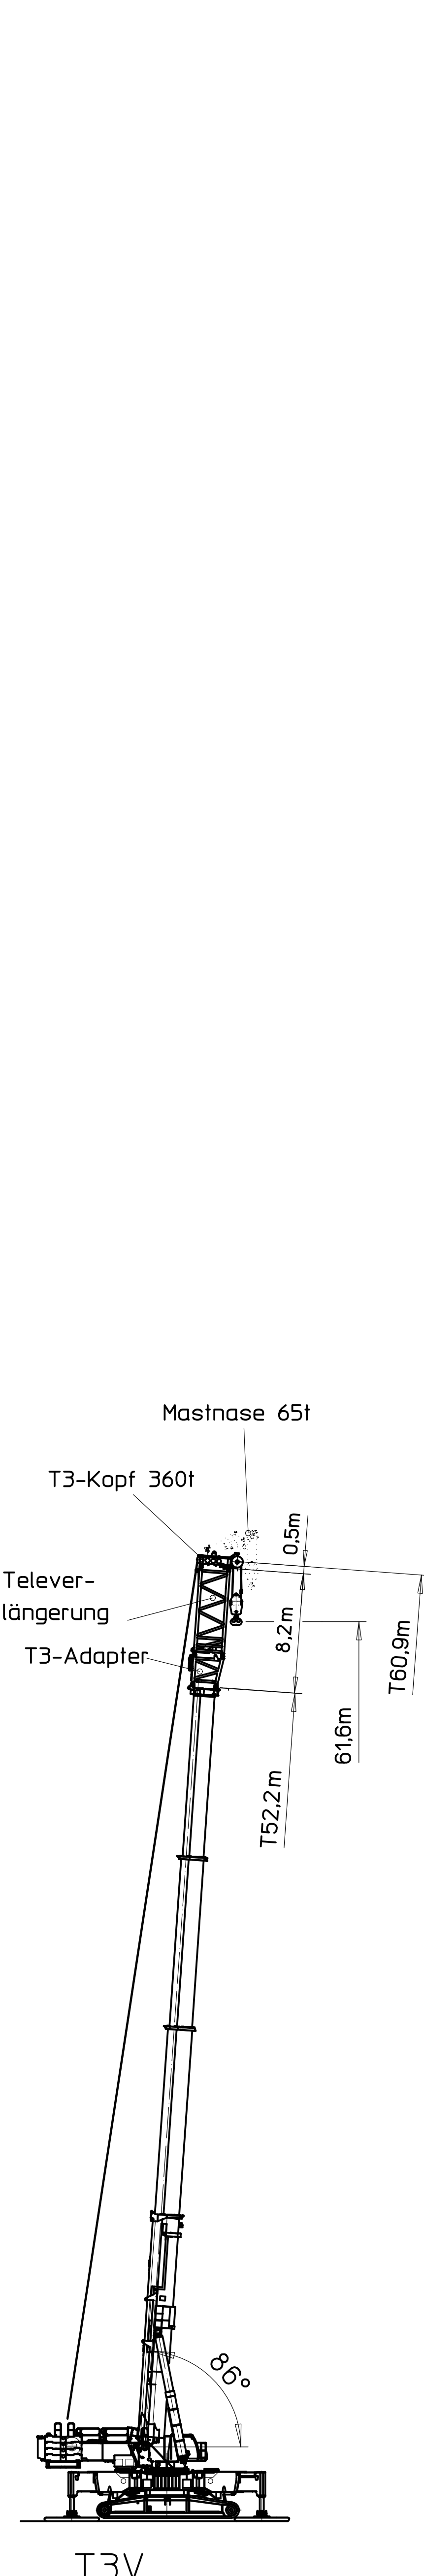 Mastnase 65t
T3-Kopf 360t
0,5m
Telever-
längerung
8,2m
T60,9m
T3-Adapter
61,6m
T52,2m
86°
T3V